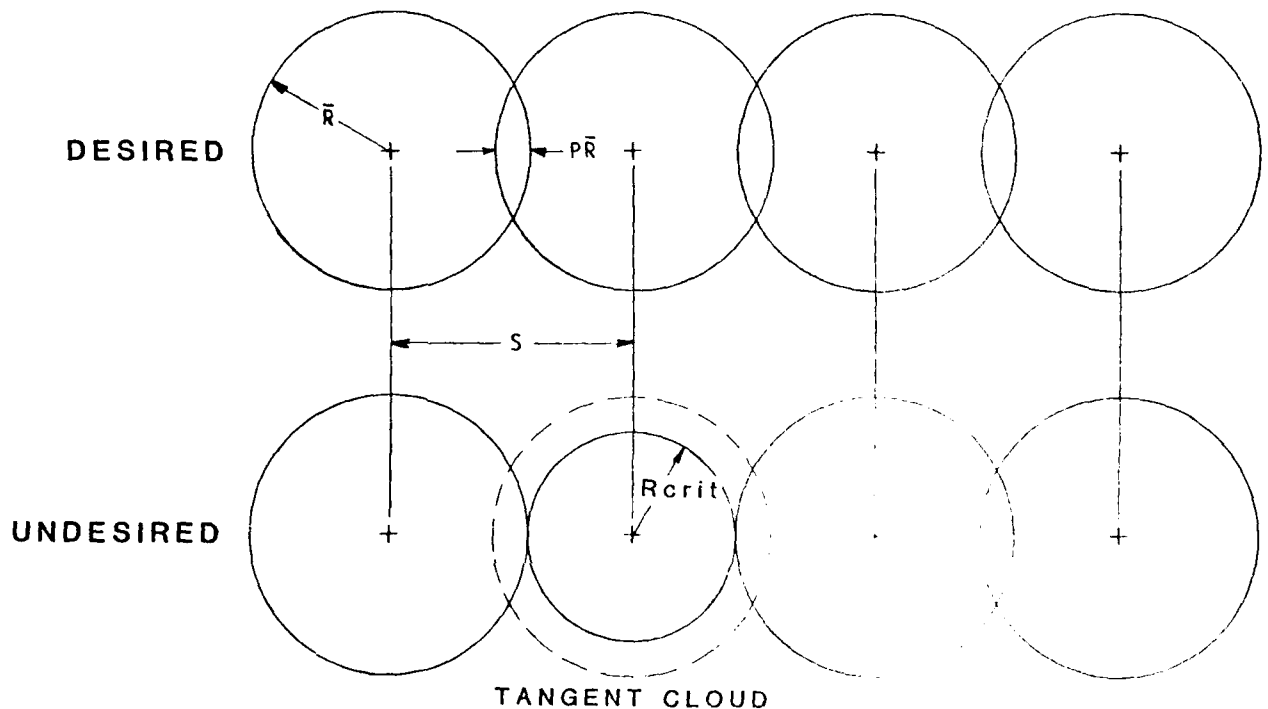 R̄
DESIRED
PR̄
S
Rcrit
UNDESIRED
TANGENT CLOUD